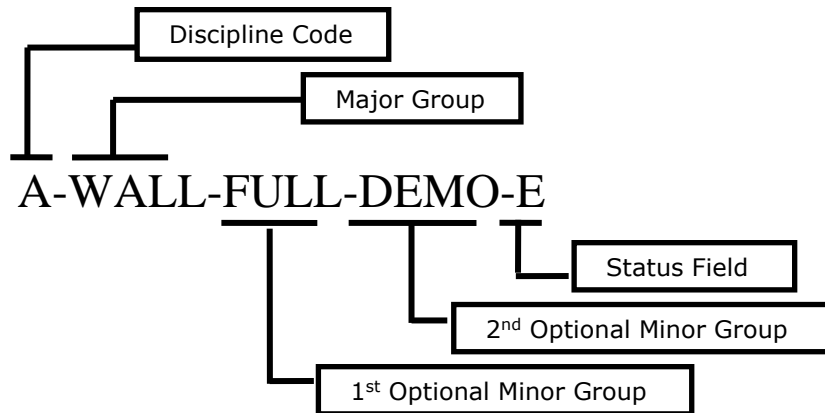 Discipline Code
Major Group
A-WALL-FULL-DEMO-E
Status Field
2nd Optional Minor Group
1st Optional Minor Group